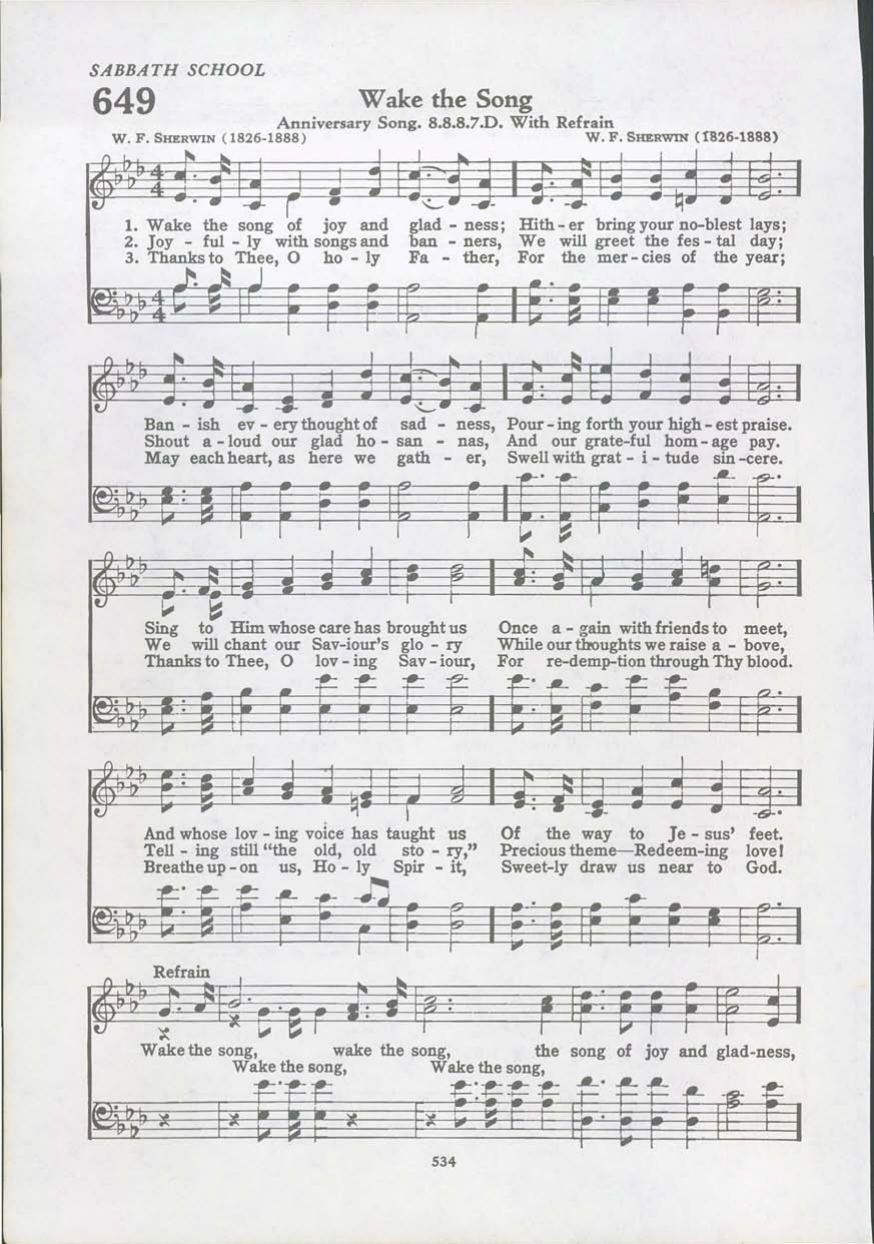 SABBATH SCHOOL
649
Wake the Song
Anniversary Song. 8.8.8.7.D. With Refrain
W. F. SHERWIN (1826-1888) W. F. SHERWIN (1826-1888)
1. Wake the song of joy and glad - ness; Hith - er bring your no-blest lays;
2. Joy - ful - ly with songs and ban - ners, We will greet the fes - tal day;
3. Thanks to Thee, O ho - ly Fa - ther, For the mer - cies of the year;
Ban - ish ev - ery thought of sad - ness, Pour - ing forth your high - est praise.
Shout a - loud our glad ho - san - nas, And our grate-ful hom - age pay.
May each heart, as here we gath - er, Swell with grat - i - tude sin - cere.
Sing to Him whose care has brought us Once a - gain with friends to meet,
We will chant our Sav-iour's glo - ry While our thoughts we raise a - bove,
Thanks to Thee, O lov - ing Sav - iour, For re-demp-tion through Thy blood.
And whose lov - ing voice has taught us Of the way to Je - sus' feet.
Tell - ing still "the old, old sto - ry," Precious theme—Redeem-ing love!
Breathe up - on us, Ho - ly Spir - it, Sweet-ly draw us near to God.
Refrain
Wake the song, wake the song, the song of joy and glad-ness,
Wake the song, Wake the song,
534